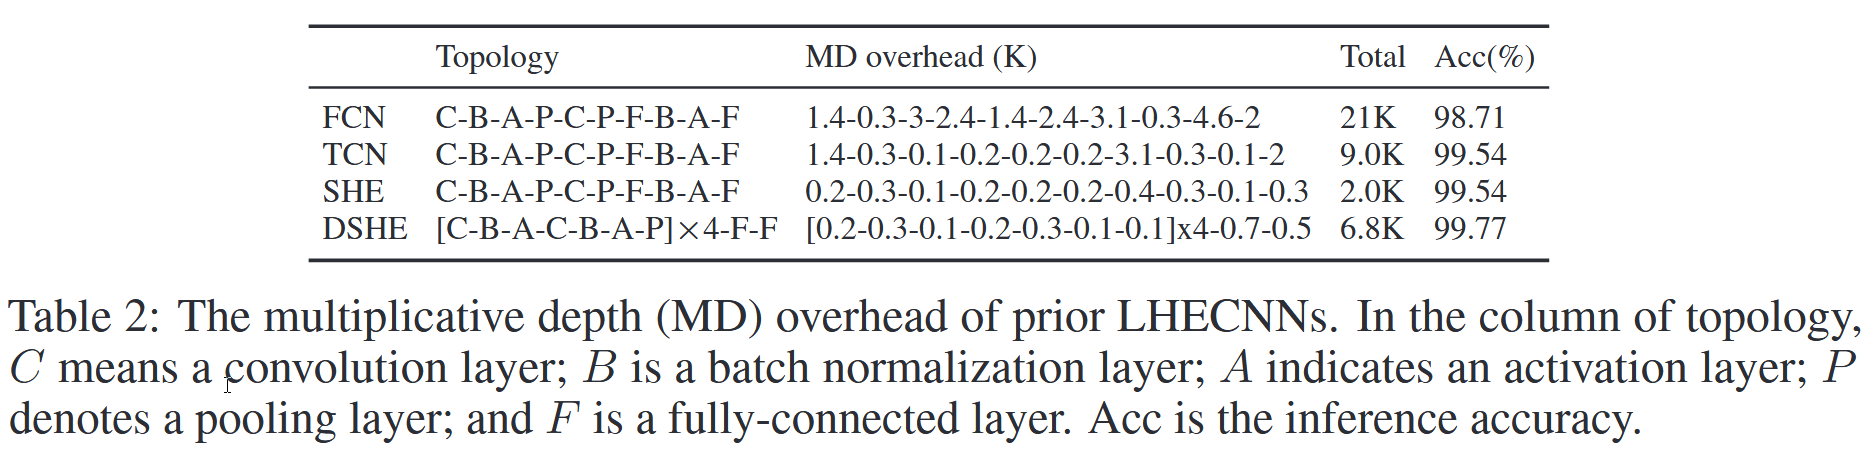 Topology MD overhead (K) Total Acc(%)
FCN C-B-A-P-C-P-F-B-A-F 1.4-0.3-3-2.4-1.4-2.4-3.1-0.3-4.6-2 21K 98.71
TCN C-B-A-P-C-P-F-B-A-F 1.4-0.3-0.1-0.2-0.2-0.2-3.1-0.3-0.1-2 9.0K 99.54
SHE C-B-A-P-C-P-F-B-A-F 0.2-0.3-0.1-0.2-0.2-0.2-0.4-0.3-0.1-0.3 2.0K 99.54
DSHE [C-B-A-C-B-A-P]×4-F-F [0.2-0.3-0.1-0.2-0.3-0.1-0.1]x4-0.7-0.5 6.8K 99.77
Table 2: The multiplicative depth (MD) overhead of prior LHECNNs. In the column of topology,
C means a convolution layer; B is a batch normalization layer; A indicates an activation layer; P
denotes a pooling layer; and F is a fully-connected layer. Acc is the inference accuracy.